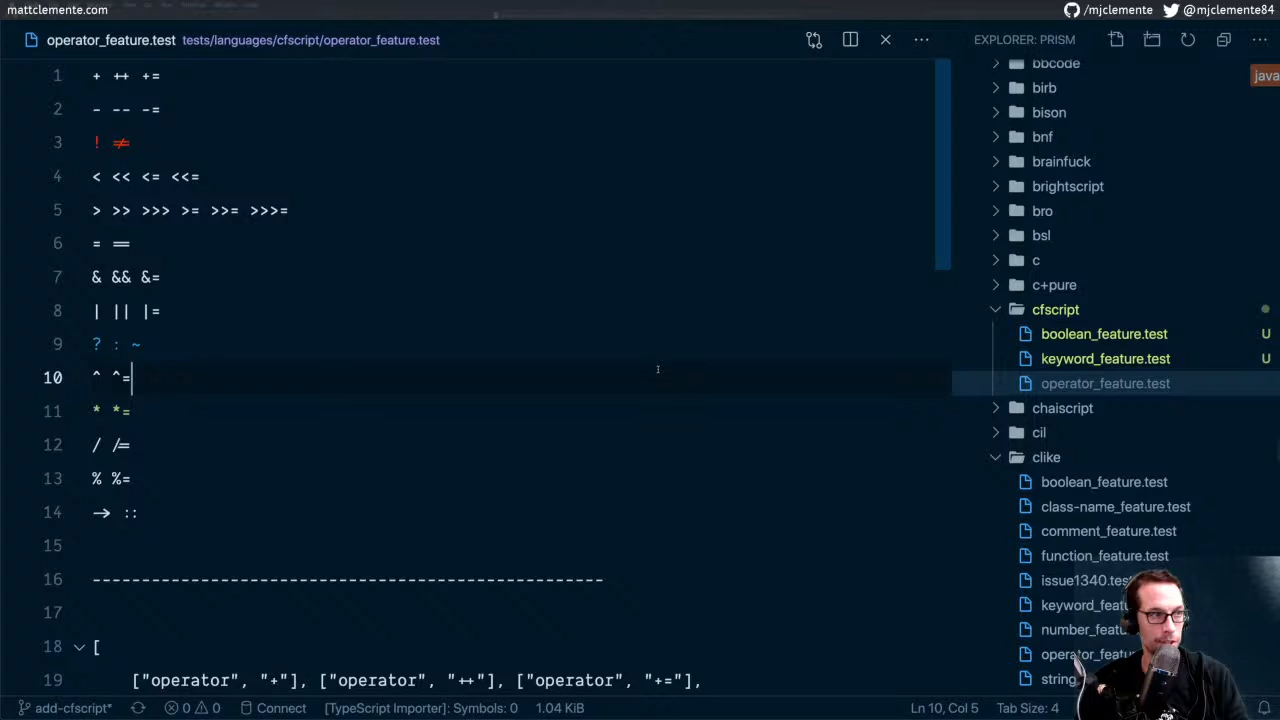 mattclemente.com
/mjclemente @mjclemente84
operator_feature.test tests/languages/cfscript/operator_feature.test
1 + ++ +=
2 - -- -=
3 ! !=
4 < << <= <<=
5 > >> >>> >= >>= >>>=
6 = ==
7 & && &=
8 | || |=
9 ? : ~
10 ^ ^=
11 * *=
12 / /=
13 % %=
14 -> ::
15
16 ----------------------------------------------------
17
18 [
19 ["operator", "+"], ["operator", "++"], ["operator", "+="],
EXPLORER: PRISM
java
bbcode
birb
bison
bnf
brainfuck
brightscript
bro
bsl
c
c+pure
cfscript
boolean_feature.test U
keyword_feature.test U
operator_feature.test
chaiscript
cil
clike
boolean_feature.test
class-name_feature.test
comment_feature.test
function_feature.test
issue1340.tes
keyword_featu
number_featu
operator_featu
string
add-cfscript* 0 0 Connect [TypeScript Importer]: Symbols: 0 1.04 KiB Ln 10, Col 5 Tab Size: 4